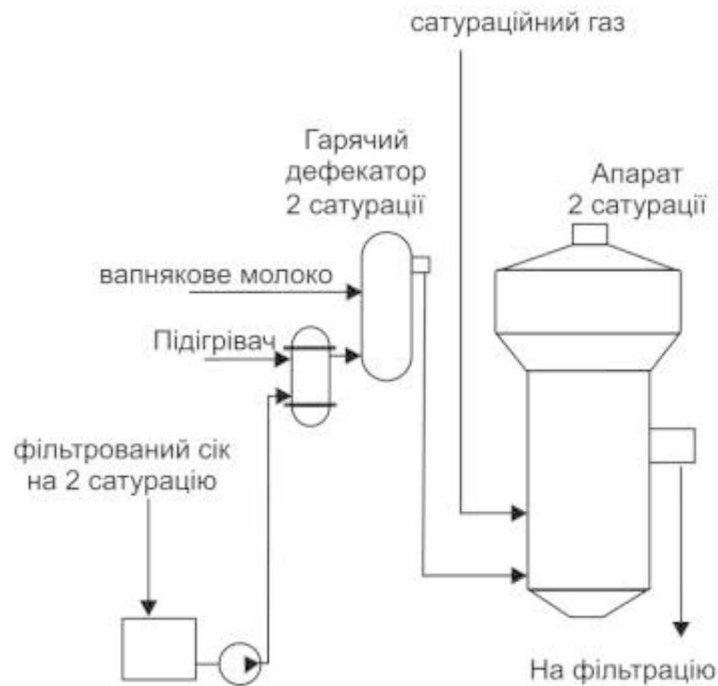 сатураційний газ
Гарячий
дефекатор
2 сатурації
Апарат
2 сатурації
вапнякове молоко
Підігрівач
фільтрований сік
на 2 сатурацію
На фільтрацію